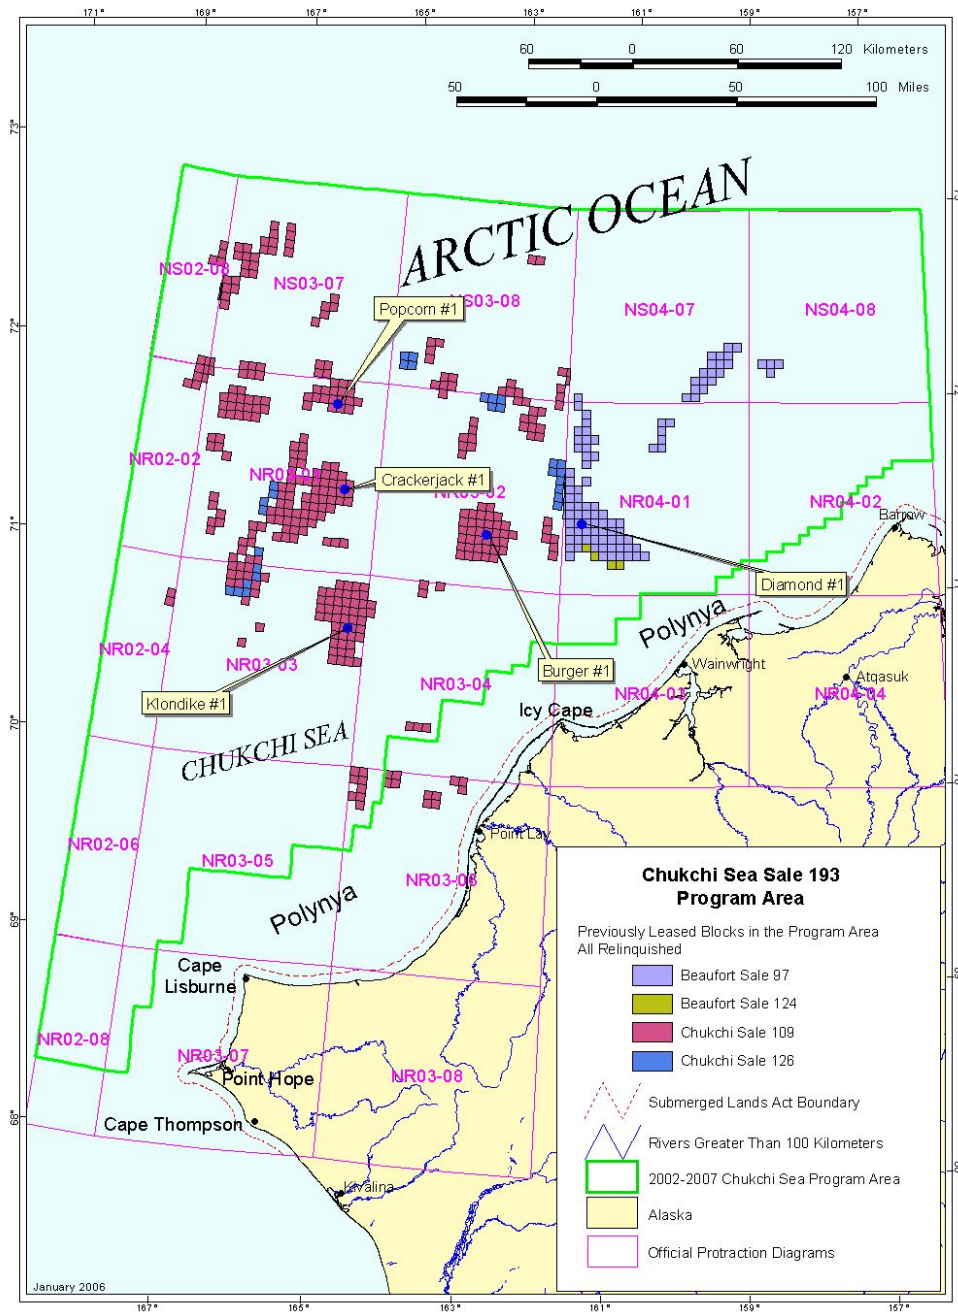 171° 169° 167° 165° 163° 161° 159° 157°
60 0 60 120 Kilometers
50 0 50 100 Miles
73°
ARCTIC OCEAN
NS02-08
NS03-07
NS03-08
NS04-07
NS04-08
Popcorn #1
72°
NR02-02
Crackerjack #1
NR04-01
NR04-02
Barrow
71°
Diamond #1
Polynya
NR02-04
NR03-03
Burger #1
Wainwright
Atqasuk
NR03-04
NR04-03
NR04-04
Klondike #1
Icy Cape
70°
CHUKCHI SEA
Point Lay
NR02-06
NR03-05
NR03-06
Polynya
69°
Cape
Lisburne
NR02-08
NR03-07
Point Hope
NR03-08
68°
Cape Thompson
Kivalina
Chukchi Sea Sale 193
Program Area
Previously Leased Blocks in the Program Area
All Relinquished
Beaufort Sale 97
Beaufort Sale 124
Chukchi Sale 109
Chukchi Sale 126
Submerged Lands Act Boundary
Rivers Greater Than 100 Kilometers
2002-2007 Chukchi Sea Program Area
Alaska
Official Protraction Diagrams
January 2006
167° 165° 163° 161° 159° 157°